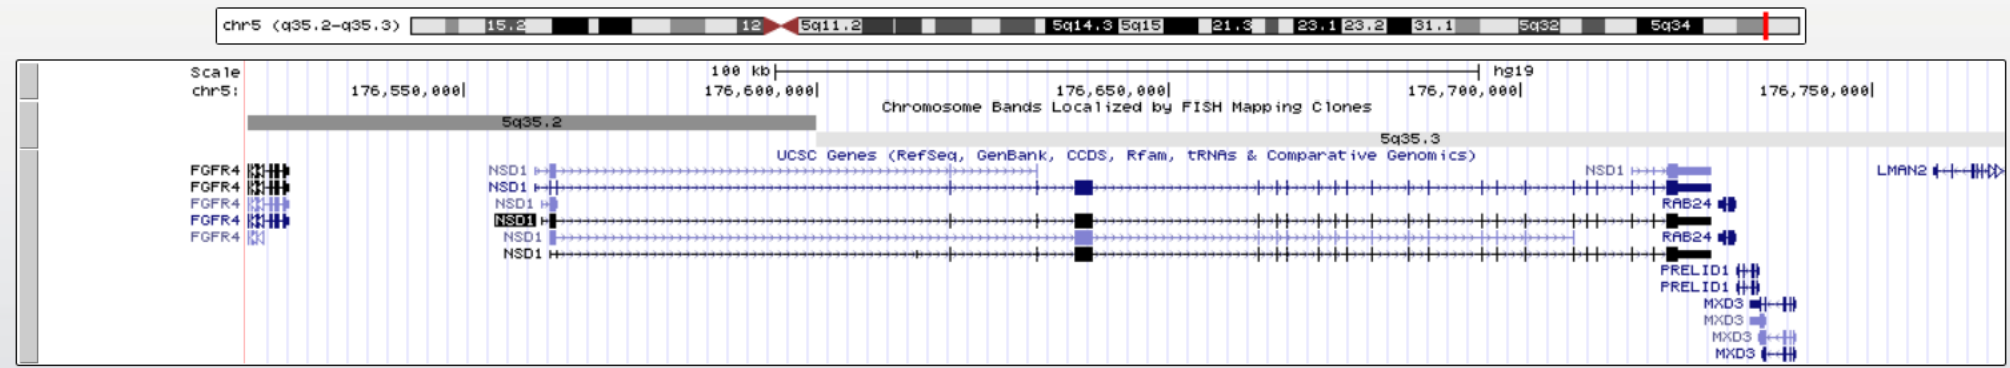 chr5 (q35.2-q35.3) 15.2 12 5q11.2 5q14.3 5q15 21.3 23.1 23.2 31.1 5q32 5q34
Scale 100 kb hg19
chr5: 176,550,000 176,600,000 176,650,000 176,700,000 176,750,000
Chromosome Bands Localized by FISH Mapping Clones
5q35.2
5q35.3
UCSC Genes (RefSeq, GenBank, CCDS, Rfam, tRNAs & Comparative Genomics)
FGFR4 NSD1 NSD1 LMAN2
FGFR4 NSD1
FGFR4 NSD1 RAB24
FGFR4 NSD1
FGFR4 NSD1 RAB24
NSD1
PRELID1
PRELID1
MXD3
MXD3
MXD3
MXD3